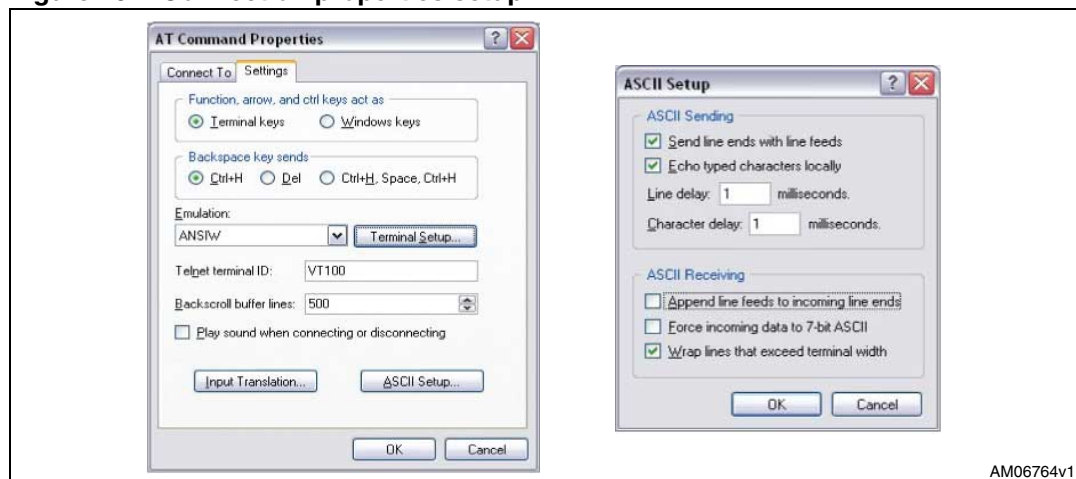 AT Command Properties
Connect To Settings
Function, arrow, and ctrl keys act as
Terminal keys Windows keys
Backspace key sends
Ctrl+H Del Ctrl+H, Space, Ctrl+H
Emulation:
ANSIW Terminal Setup...
Telnet terminal ID: VT100
Backscroll buffer lines: 500
Play sound when connecting or disconnecting
Input Translation... ASCII Setup...
OK Cancel
ASCII Setup
ASCII Sending
Send line ends with line feeds
Echo typed characters locally
Line delay: 1 milliseconds.
Character delay: 1 milliseconds.
ASCII Receiving
Append line feeds to incoming line ends
Force incoming data to 7-bit ASCII
Wrap lines that exceed terminal width
OK Cancel
AM06764v1